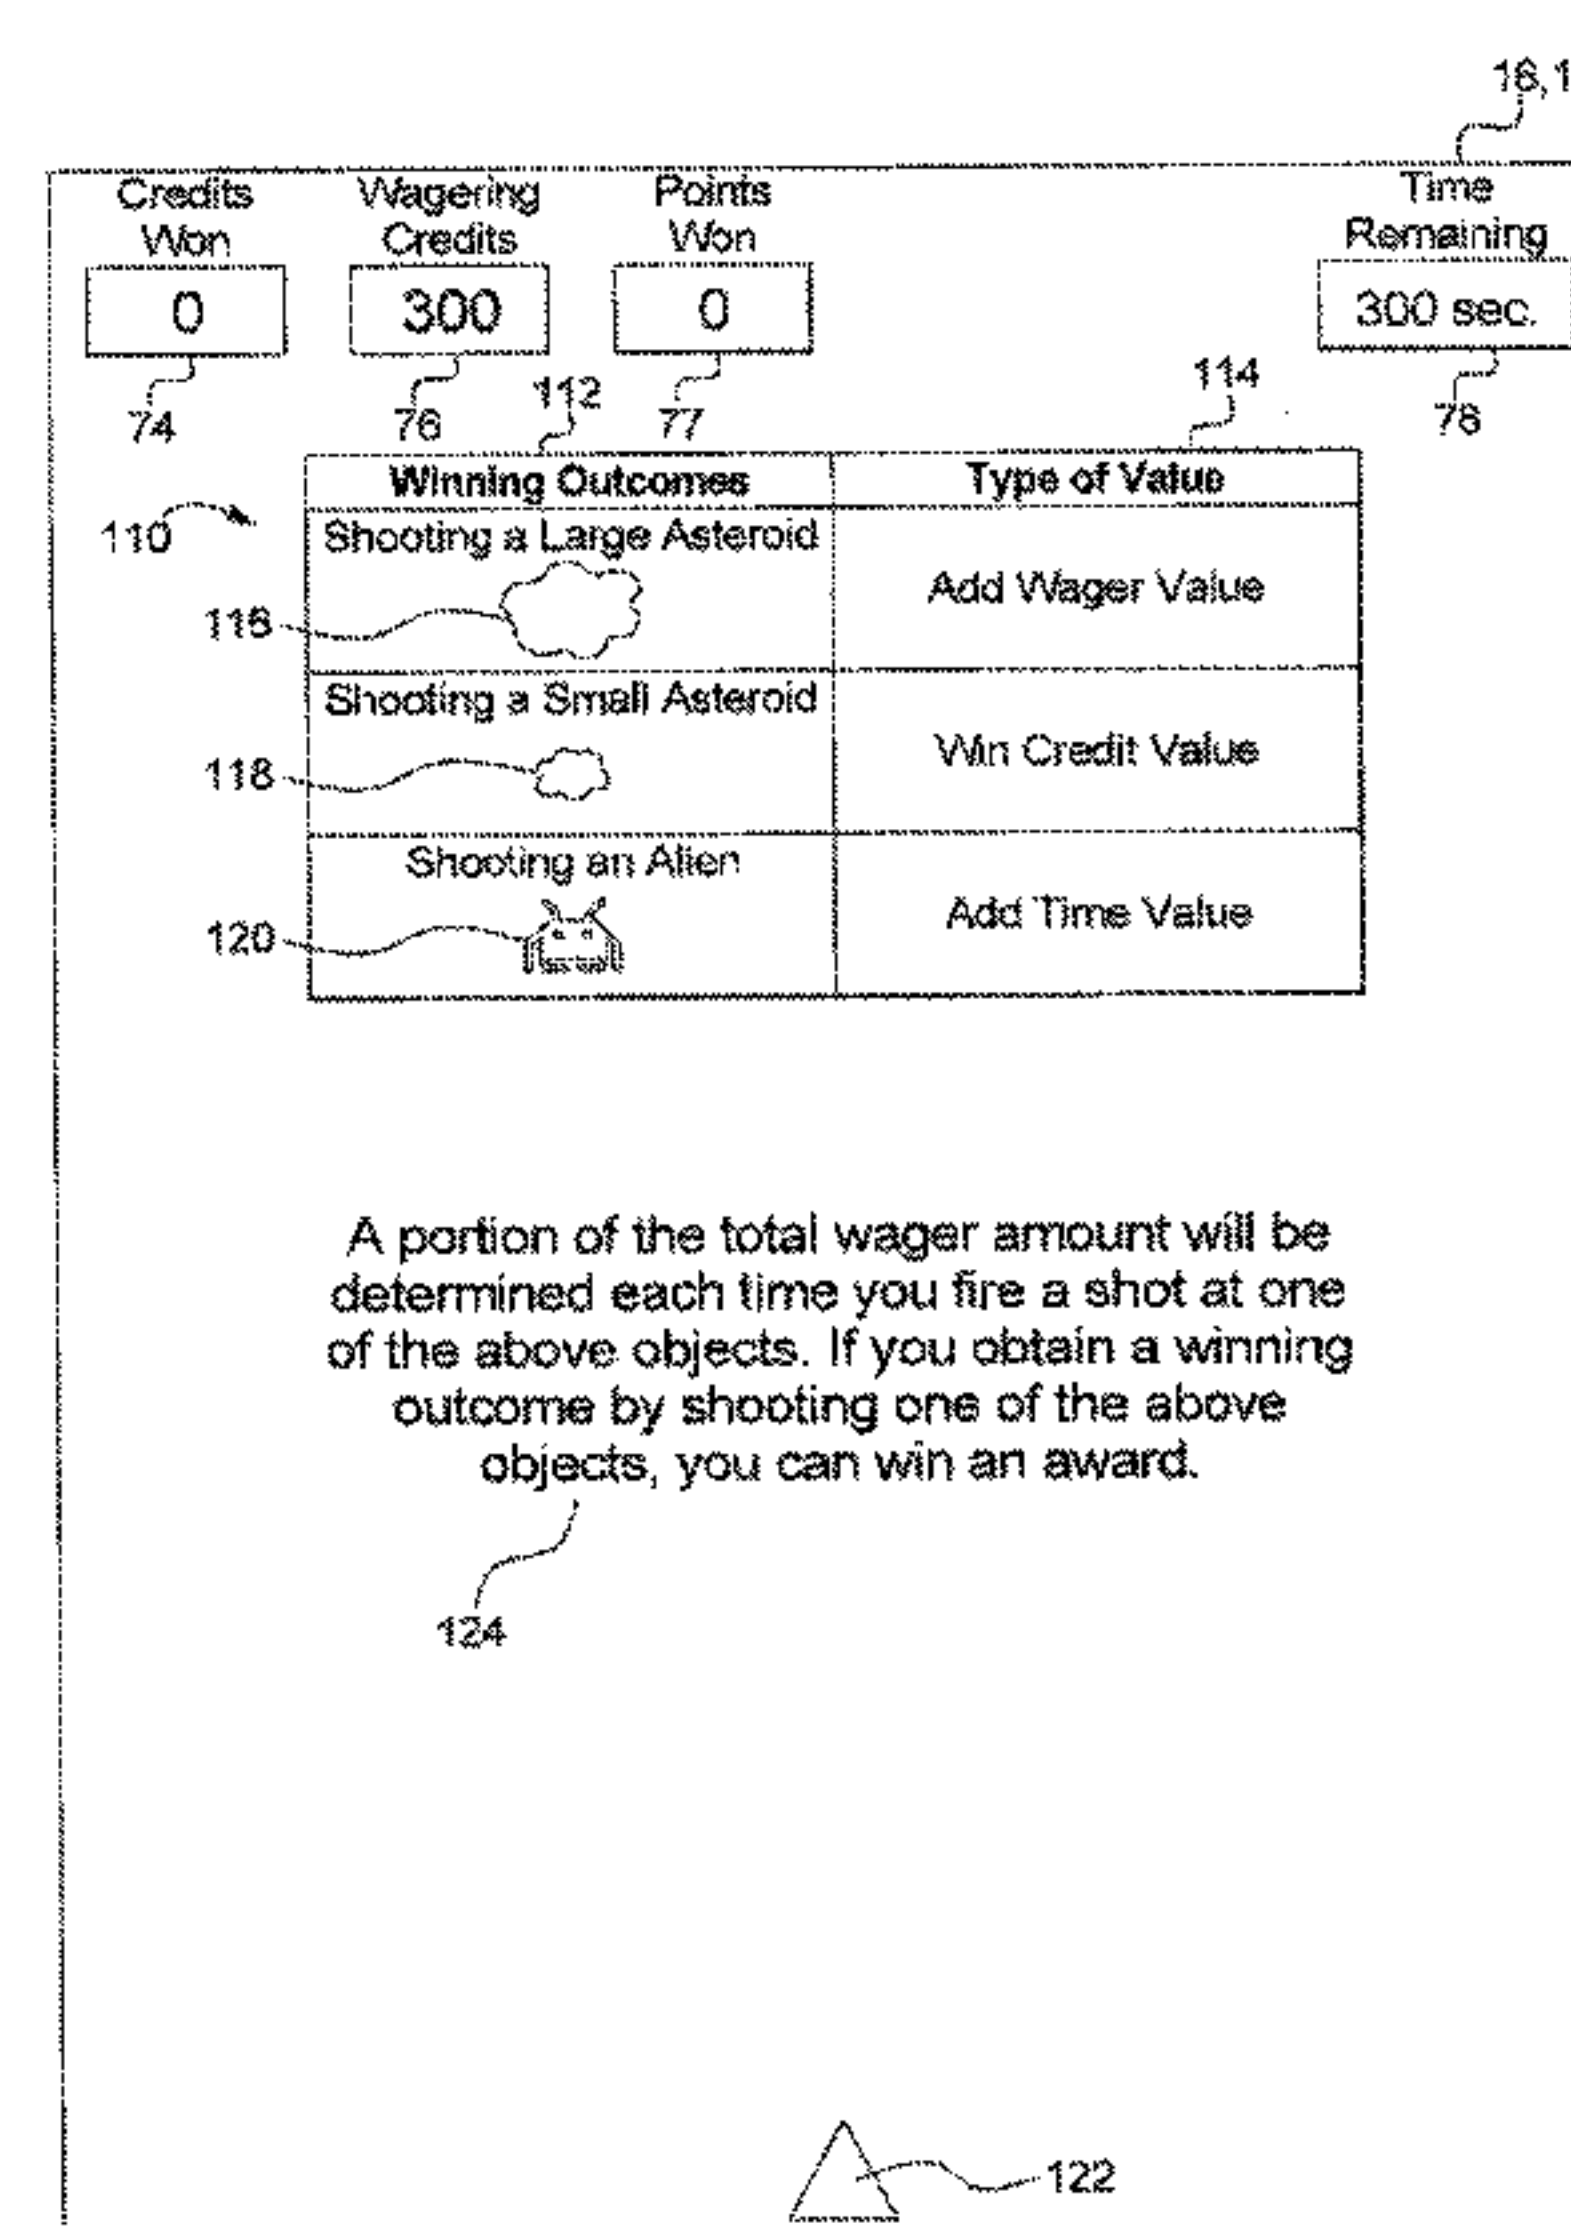 16,1
Credits Won
Wagering Credits
Points Won
Time Remaining
0
300
0
300 sec.
74
76
77
78
112
114
110
Winning Outcomes
Type of Value
Shooting a Large Asteroid
Add Wager Value
116
Shooting a Small Asteroid
Win Credit Value
118
Shooting an Alien
Add Time Value
120
A portion of the total wager amount will be
determined each time you fire a shot at one
of the above objects. If you obtain a winning
outcome by shooting one of the above
objects, you can win an award.
124
122